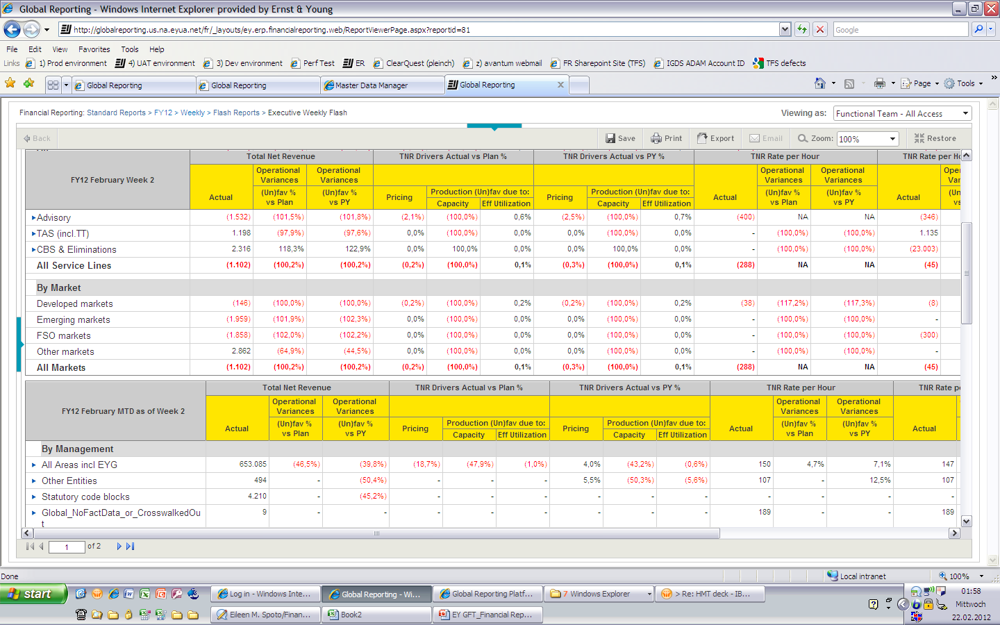 Global Reporting - Windows Internet Explorer provided by Ernst & Young
http://globalreporting.us.na.eyua.net/fr/_layouts/ey.erp.financialreporting.web/ReportViewerPage.aspx?reportid=81
Google
File Edit View Favorites Tools Help
Links 1) Prod environment 4) UAT environment 3) Dev environment Perf Test ER ClearQuest (pleinch) z) avantum webmail FR Sharepoint Site (TFS) IGDS ADAM Account ID TFS defects
Global Reporting Global Reporting Master Data Manager Global Reporting Page Tools
Financial Reporting: Standard Reports > FY12 > Weekly > Flash Reports > Executive Weekly Flash Viewing as: Functional Team - All Access
Back Save Print Export Email Zoom: 100% Restore
Total Net Revenue TNR Drivers Actual vs Plan % TNR Drivers Actual vs PY % TNR Rate per Hour TNR Rate per
FY12 February Week 2 Actual Operational Variances Operational Variances Pricing Production (Un)fav due to: Pricing Production (Un)fav due to: Actual Operational Variances Operational Variances Actual
(Un)fav % vs Plan (Un)fav % vs PY Capacity Eff Utilization Capacity Eff Utilization (Un)fav % vs Plan (Un)fav % vs PY
Advisory (1.532) (101,5%) (101,8%) (2,1%) (100,0%) 0,6% (2,5%) (100,0%) 0,7% (400) NA NA (346)
TAS (incl.TT) 1.198 (97,9%) (97,6%) 0,0% (100,0%) 0,0% 0,0% (100,0%) 0,0% - (100,0%) (100,0%) 1.135
CBS & Eliminations 2.316 118,3% 122,9% 0,0% 100,0% 0,0% 0,0% 100,0% 0,0% - (100,0%) (100,0%) (23.003)
All Service Lines (1.102) (100,2%) (100,2%) (0,2%) (100,0%) 0,1% (0,3%) (100,0%) 0,1% (288) NA NA (45)
By Market
Developed markets (146) (100,0%) (100,0%) (0,2%) (100,0%) 0,2% (0,2%) (100,0%) 0,2% (38) (117,2%) (117,3%) (8)
Emerging markets (1.959) (101,9%) (102,3%) 0,0% (100,0%) 0,0% 0,0% (100,0%) 0,0% - (100,0%) (100,0%) -
FSO markets (1.858) (102,0%) (102,2%) 0,0% (100,0%) 0,0% 0,0% (100,0%) 0,0% - (100,0%) (100,0%) (300)
Other markets 2.862 (64,9%) (44,5%) 0,0% (100,0%) 0,0% 0,0% (100,0%) 0,0% - (100,0%) (100,0%) -
All Markets (1.102) (100,2%) (100,2%) (0,2%) (100,0%) 0,1% (0,3%) (100,0%) 0,1% (288) NA NA (45)
Total Net Revenue TNR Drivers Actual vs Plan % TNR Drivers Actual vs PY % TNR Rate per Hour TNR Rate
FY12 February MTD as of Week 2 Actual Operational Variances Operational Variances Pricing Production (Un)fav due to: Pricing Production (Un)fav due to: Actual Operational Variances Operational Variances Actual
(Un)fav % vs Plan (Un)fav % vs PY Capacity Eff Utilization Capacity Eff Utilization (Un)fav % vs Plan (Un)fav % vs PY
By Management
All Areas incl EYG 653.085 (46,5%) (39,8%) (18,7%) (47,9%) (1,0%) 4,0% (43,2%) (0,6%) 150 4,7% 7,1% 147
Other Entities 494 - (50,4%) - - - 5,5% (50,3%) (5,6%) 107 - 12,5% 107
Statutory code blocks 4.210 - (45,2%) - - - - - - - - - -
Global_NoFactData_or_CrosswalkedOu 9 - - - - - - - - 189 - - 189
t
1 of 2
Done Local intranet 100%
start Log in - Windows Inte... Global Reporting - Wi... Global Reporting Platf... 7 Windows Explorer > Re: HMT deck - IB... 01:58
Mittwoch
Eileen M. Spoto/Finan... Book2 EY GFT_Financial Rep... 22.02.2012